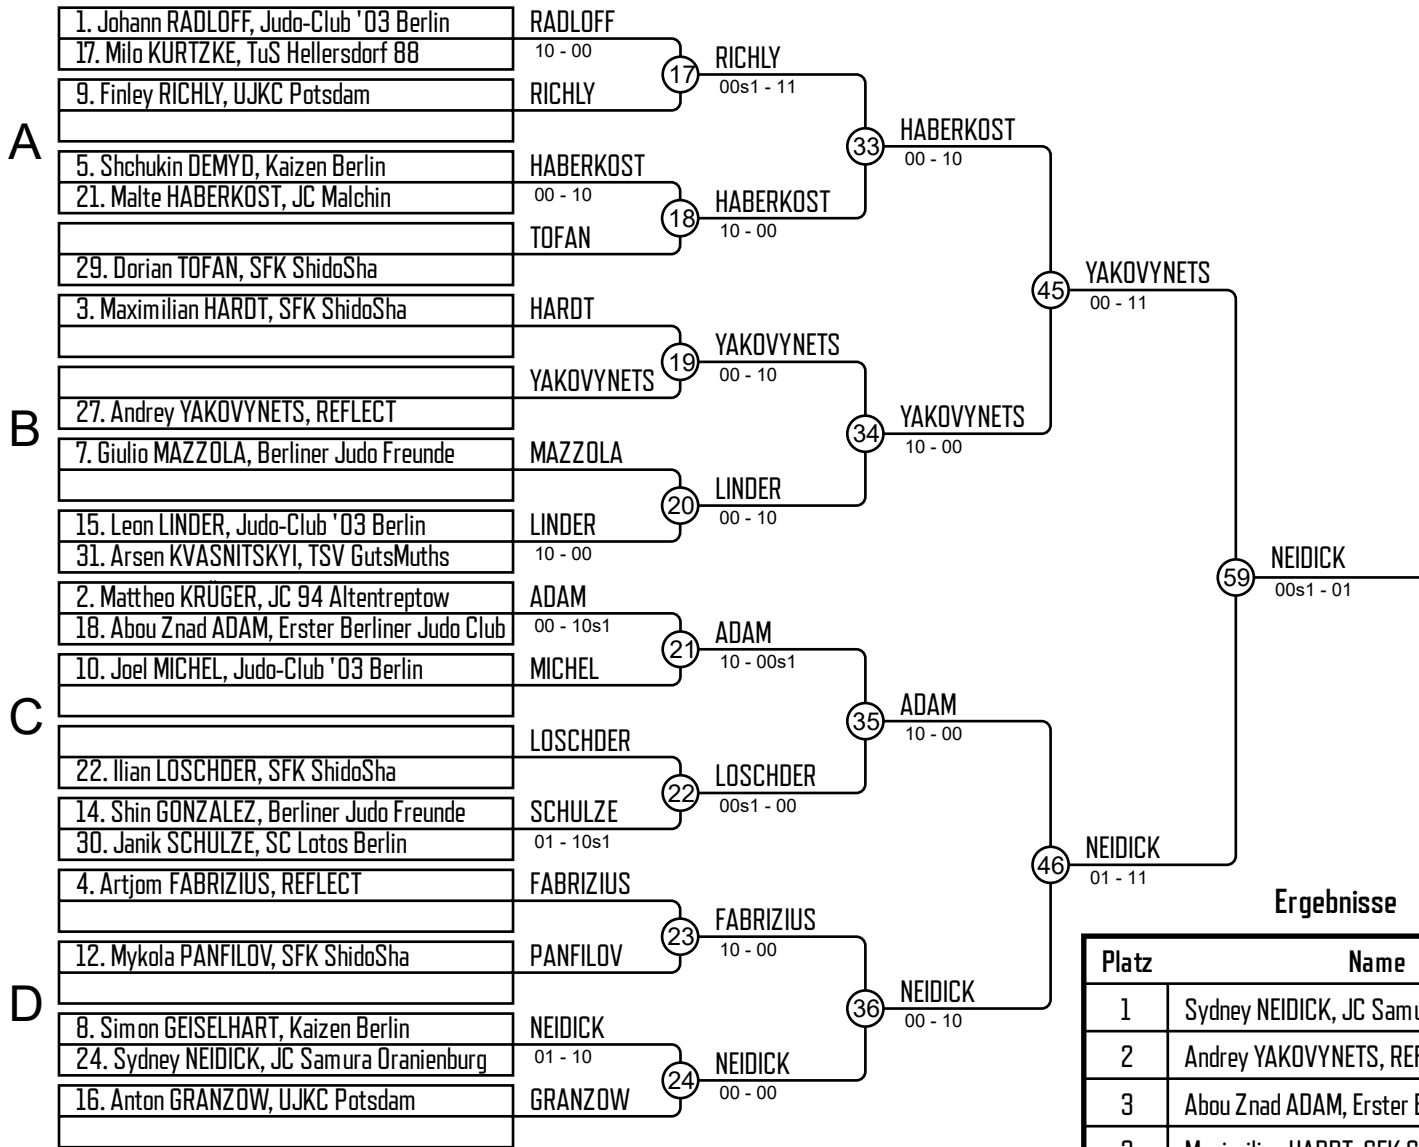 A
1. Johann RADLOFF, Judo-Club '03 Berlin
17. Milo KURTZKE, TuS Hellersdorf 88
9. Finley RICHLY, UJKC Potsdam
5. Shchukin DEMYD, Kaizen Berlin
21. Malte HABERKOST, JC Malchin
29. Dorian TOFAN, SFK ShidoSha
B
3. Maximilian HARDT, SFK ShidoSha
27. Andrey YAKOVYNETS, REFLECT
7. Giulio MAZZOLA, Berliner Judo Freunde
15. Leon LINDER, Judo-Club '03 Berlin
31. Arsen KVASNITSKYI, TSV GutsMuths
C
2. Mattheo KRÜGER, JC 94 Altentreptow
18. Abou Znad ADAM, Erster Berliner Judo Club
10. Joel MICHEL, Judo-Club '03 Berlin
22. Ilian LOSCHDER, SFK ShidoSha
14. Shin GONZALEZ, Berliner Judo Freunde
30. Janik SCHULZE, SC Lotos Berlin
D
4. Artjom FABRIZIUS, REFLECT
12. Mykola PANFILOV, SFK ShidoSha
8. Simon GEISELHART, Kaizen Berlin
24. Sydney NEIDICK, JC Samura Oranienburg
16. Anton GRANZOW, UJKC Potsdam
RADLOFF
10 - 00
RICHLY
HABERKOST
00 - 10
TOFAN
HARDT
YAKOVYNETS
MAZZOLA
LINDER
10 - 00
ADAM
00 - 10s1
MICHEL
LOSCHDER
SCHULZE
01 - 10s1
FABRIZIUS
PANFILOV
NEIDICK
01 - 10
GRANZOW
17
RICHLY
00s1 - 11
18
HABERKOST
10 - 00
19
YAKOVYNETS
00 - 10
20
LINDER
00 - 10
21
ADAM
10 - 00s1
22
LOSCHDER
00s1 - 00
23
FABRIZIUS
10 - 00
24
NEIDICK
00 - 00
33
HABERKOST
00 - 10
34
YAKOVYNETS
10 - 00
35
ADAM
10 - 00
36
NEIDICK
00 - 10
45
YAKOVYNETS
00 - 11
46
NEIDICK
01 - 11
59
NEIDICK
00s1 - 01
Ergebnisse
Platz Name
1 Sydney NEIDICK, JC Samu
2 Andrey YAKOVYNETS,
3 Abou Znad ADAM, Erster